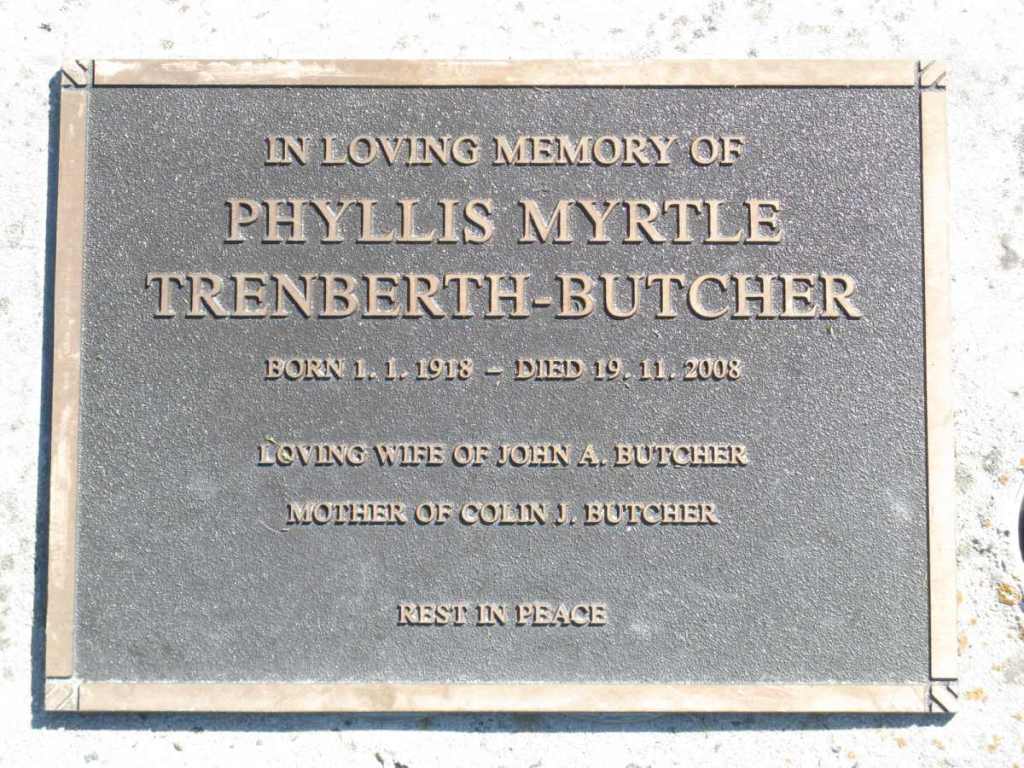 IN LOVING MEMORY OF
PHYLLIS MYRTLE
TRENBERTH-BUTCHER
BORN 1. 1. 1918 – DIED 19. 11. 2008
LOVING WIFE OF JOHN A. BUTCHER
MOTHER OF COLIN J. BUTCHER
REST IN PEACE